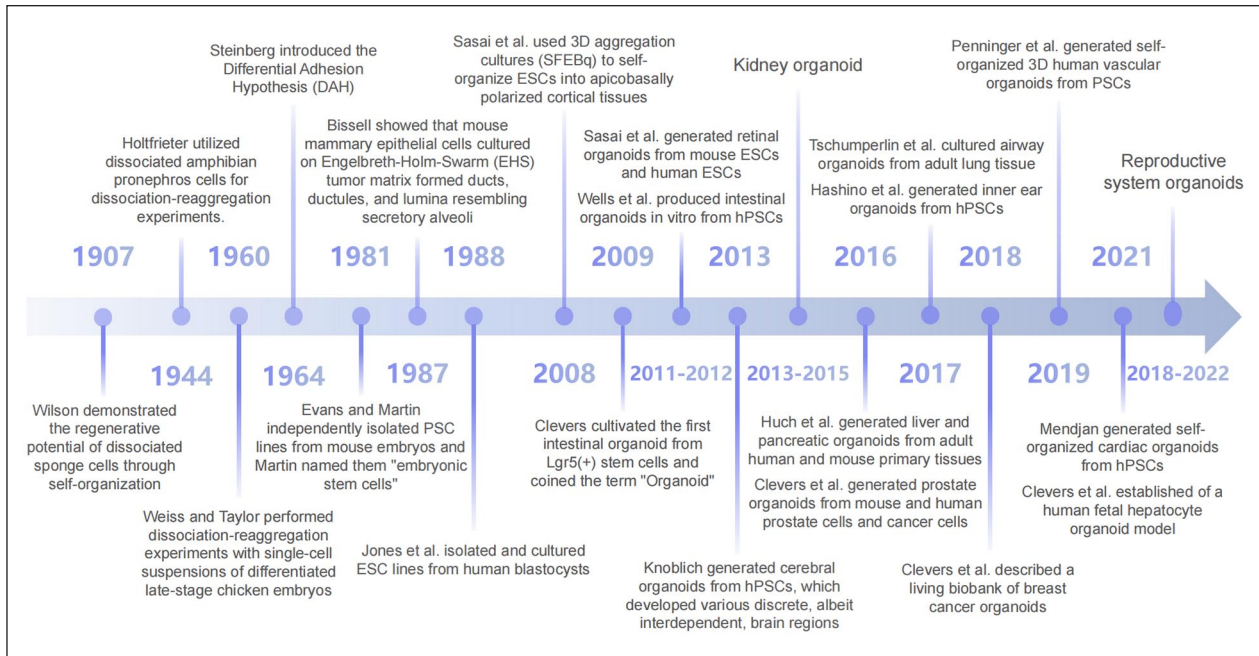 Steinberg introduced the
Differential Adhesion
Hypothesis (DAH)
Sasai et al. used 3D aggregation
cultures (SFEBq) to self-
organize ESCs into apicobasally
polarized cortical tissues
Kidney organoid
Penninger et al. generated self-
organized 3D human vascular
organoids from PSCs
Holtfrieter utilized
dissociated amphibian
pronephros cells for
dissociation-reaggregation
experiments.
Bissell showed that mouse
mammary epithelial cells cultured
on Engelbreth-Holm-Swarm (EHS)
tumor matrix formed ducts,
ductules, and lumina resembling
secretory alveoli
Sasai et al. generated retinal
organoids from mouse ESCs
and human ESCs
Wells et al. produced intestinal
organoids in vitro from hPSCs
Tschumperlin et al. cultured airway
organoids from adult lung tissue
Hashino et al. generated inner ear
organoids from hPSCs
Reproductive
system organoids
1907
1960
1981
1988
2009
2013
2016
2018
2021
1944
1964
1987
2008
2011-2012
2013-2015
2017
2019
2018-2022
Wilson demonstrated
the regenerative
potential of dissociated
sponge cells through
self-organization
Weiss and Taylor performed
dissociation-reaggregation
experiments with single-cell
suspensions of differentiated
late-stage chicken embryos
Evans and Martin
independently isolated PSC
lines from mouse embryos and
Martin named them "embryonic
stem cells"
Jones et al. isolated and cultured
ESC lines from human blastocysts
Clevers cultivated the first
intestinal organoid from
Lgr5(+) stem cells and
coined the term "Organoid"
Knoblich generated cerebral
organoids from hPSCs, which
developed various discrete, albeit
interdependent, brain regions
Huch et al. generated liver and
pancreatic organoids from adult
human and mouse primary tissues
Clevers et al. generated prostate
organoids from mouse and human
prostate cells and cancer cells
Clevers et al. described a
living biobank of breast
cancer organoids
Mendjan generated self-
organized cardiac organoids
from hPSCs
Clevers et al. established of a
human fetal hepatocyte
organoid model